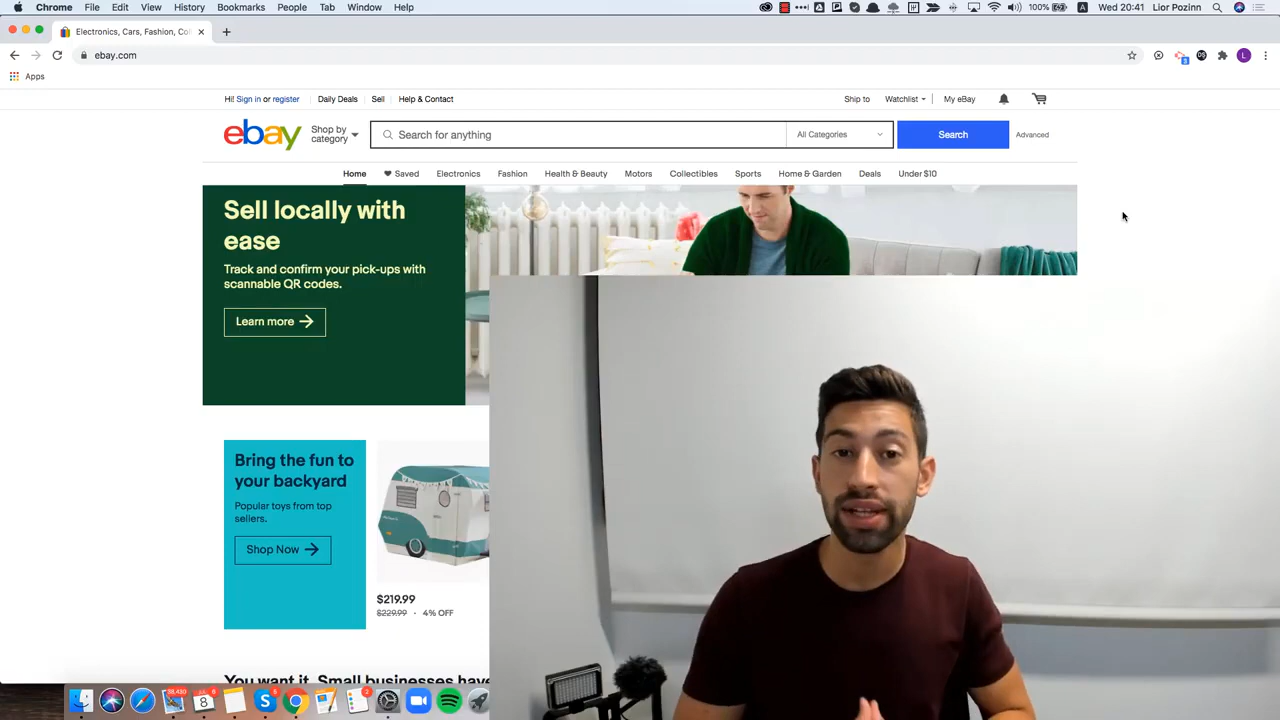 Chrome File Edit View History Bookmarks People Tab Window Help 100% Wed 20:41 Lior Pozinn
Electronics, Cars, Fashion, Co
ebay.com
Apps
Hi! Sign in or register Daily Deals Sell Help & Contact Ship to Watchlist My eBay
ebay Shop by category Search for anything All Categories Search Advanced
Home Saved Electronics Fashion Health & Beauty Motors Collectibles Sports Home & Garden Deals Under $10
Sell locally with
ease
Track and confirm your pick-ups with
scannable QR codes.
Learn more
Bring the fun to
your backyard
Popular toys from top
sellers.
Shop Now
$219.99
$229.99 · 4% OFF
You want it. Small businesses have